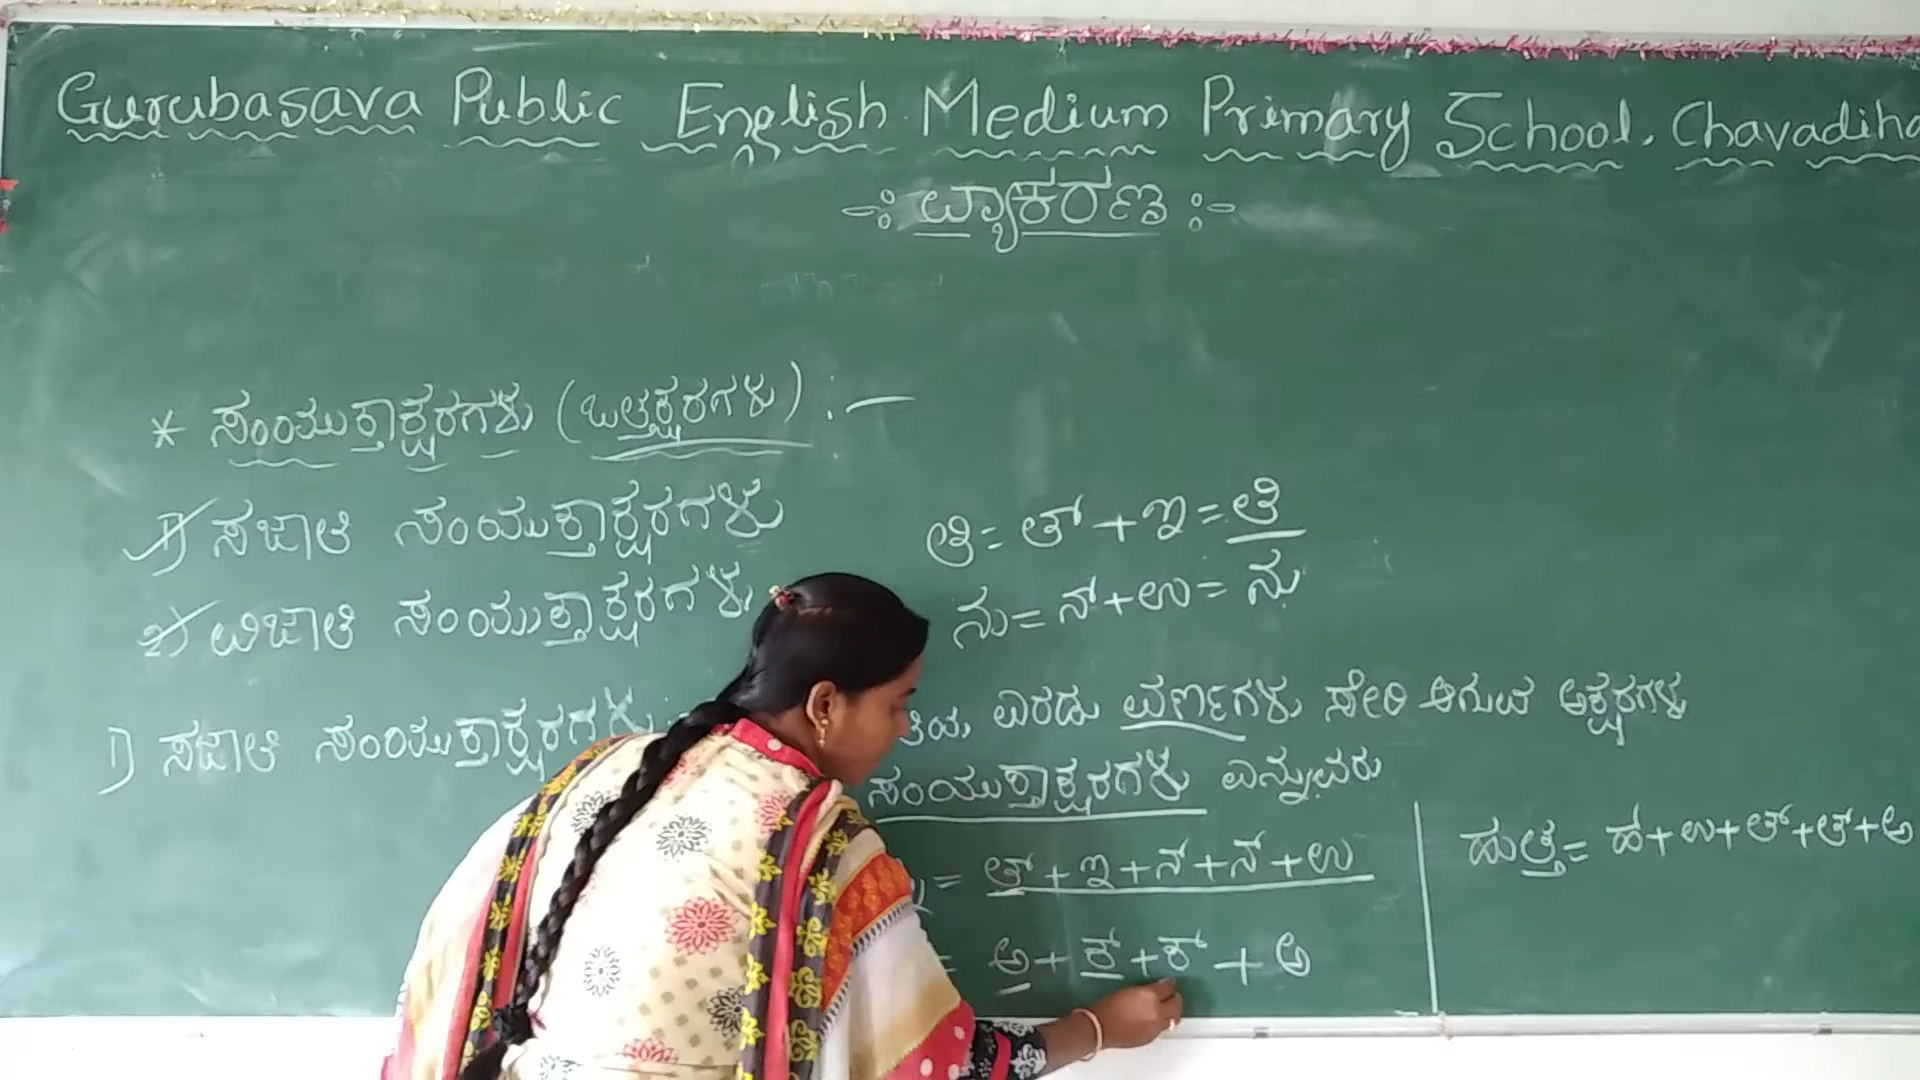 Gurubasava Public English Medium Primary School, Chavadiha
-: ವ್ಯಾಕರಣ :-
* ಸಂಯುಕ್ತಾಕ್ಷರಗಳು (ಒತ್ತಕ್ಷರಗಳು) :-
1) ಸಜಾತಿ ಸಂಯುಕ್ತಾಕ್ಷರಗಳು
2) ವಿಜಾತಿ ಸಂಯುಕ್ತಾಕ್ಷರಗಳು
ತಿ = ತ್ + ಇ = ತಿ
ನು = ನ್ + ಉ = ನು
1) ಸಜಾತಿ ಸಂಯುಕ್ತಾಕ್ಷರಗಳು ತಿಯ ಎರಡು ವರ್ಣಗಳು ಸೇರಿ ಆಗುವ ಅಕ್ಷರಗಳ
ಸಂಯುಕ್ತಾಕ್ಷರಗಳು ಎನ್ನುವರು
= ತ್ + ಇ + ನ್ + ನ್ + ಉ
= ಅ + ಕ್ + ಕ್ + ಅ
ಹುತ್ತ = ಹ + ಉ + ತ್ + ತ್ + ಅ